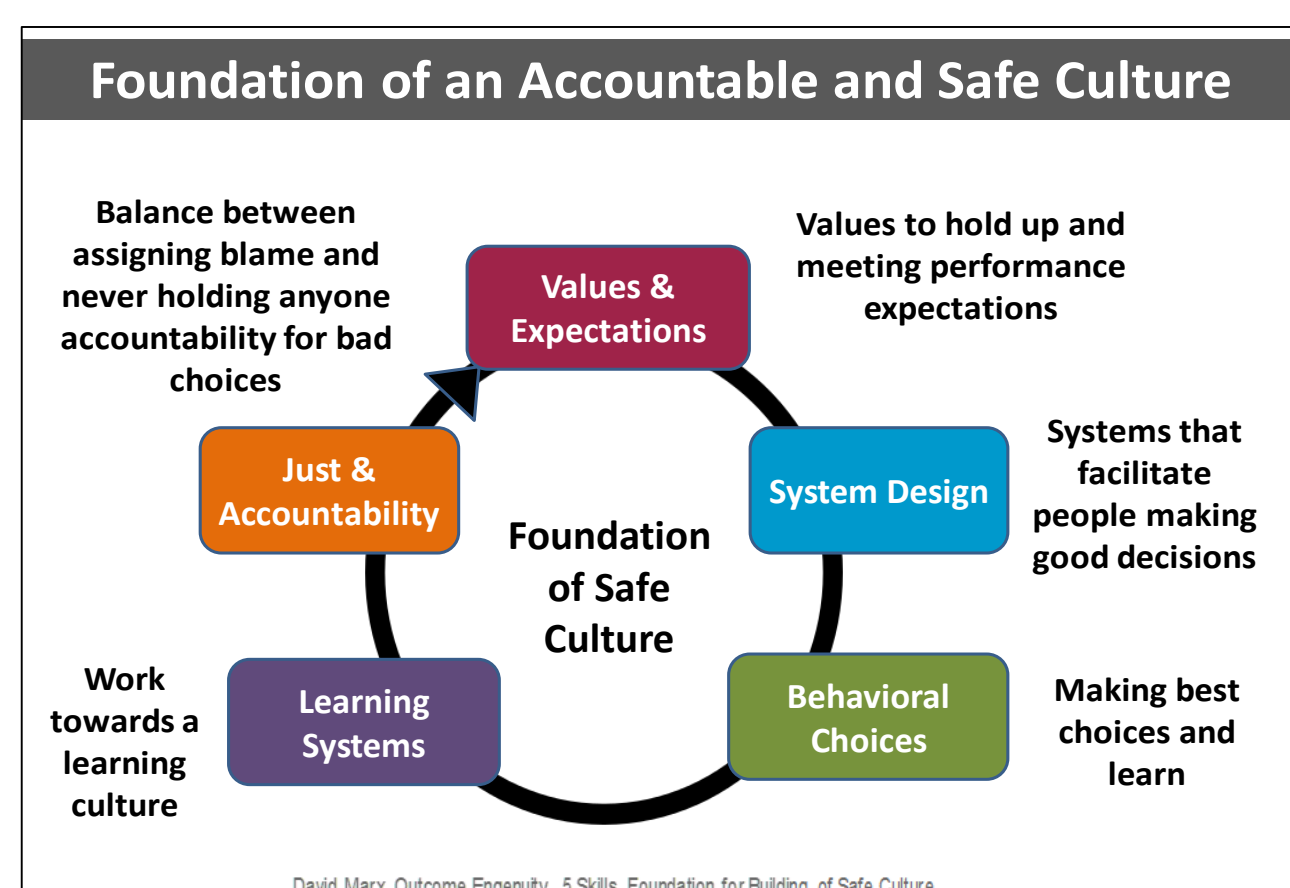 Foundation of an Accountable and Safe Culture
Balance between
assigning blame and
never holding anyone
accountability for bad
choices
Values &
Expectations
Values to hold up and
meeting performance
expectations
Just &
Accountability
System Design
Systems that
facilitate
people making
good decisions
Foundation
of Safe
Culture
Work
towards a
learning
culture
Learning
Systems
Behavioral
Choices
Making best
choices and
learn
David Marx, Outcome Engenuity, 5 Skills, Foundation for Building of Safe Culture